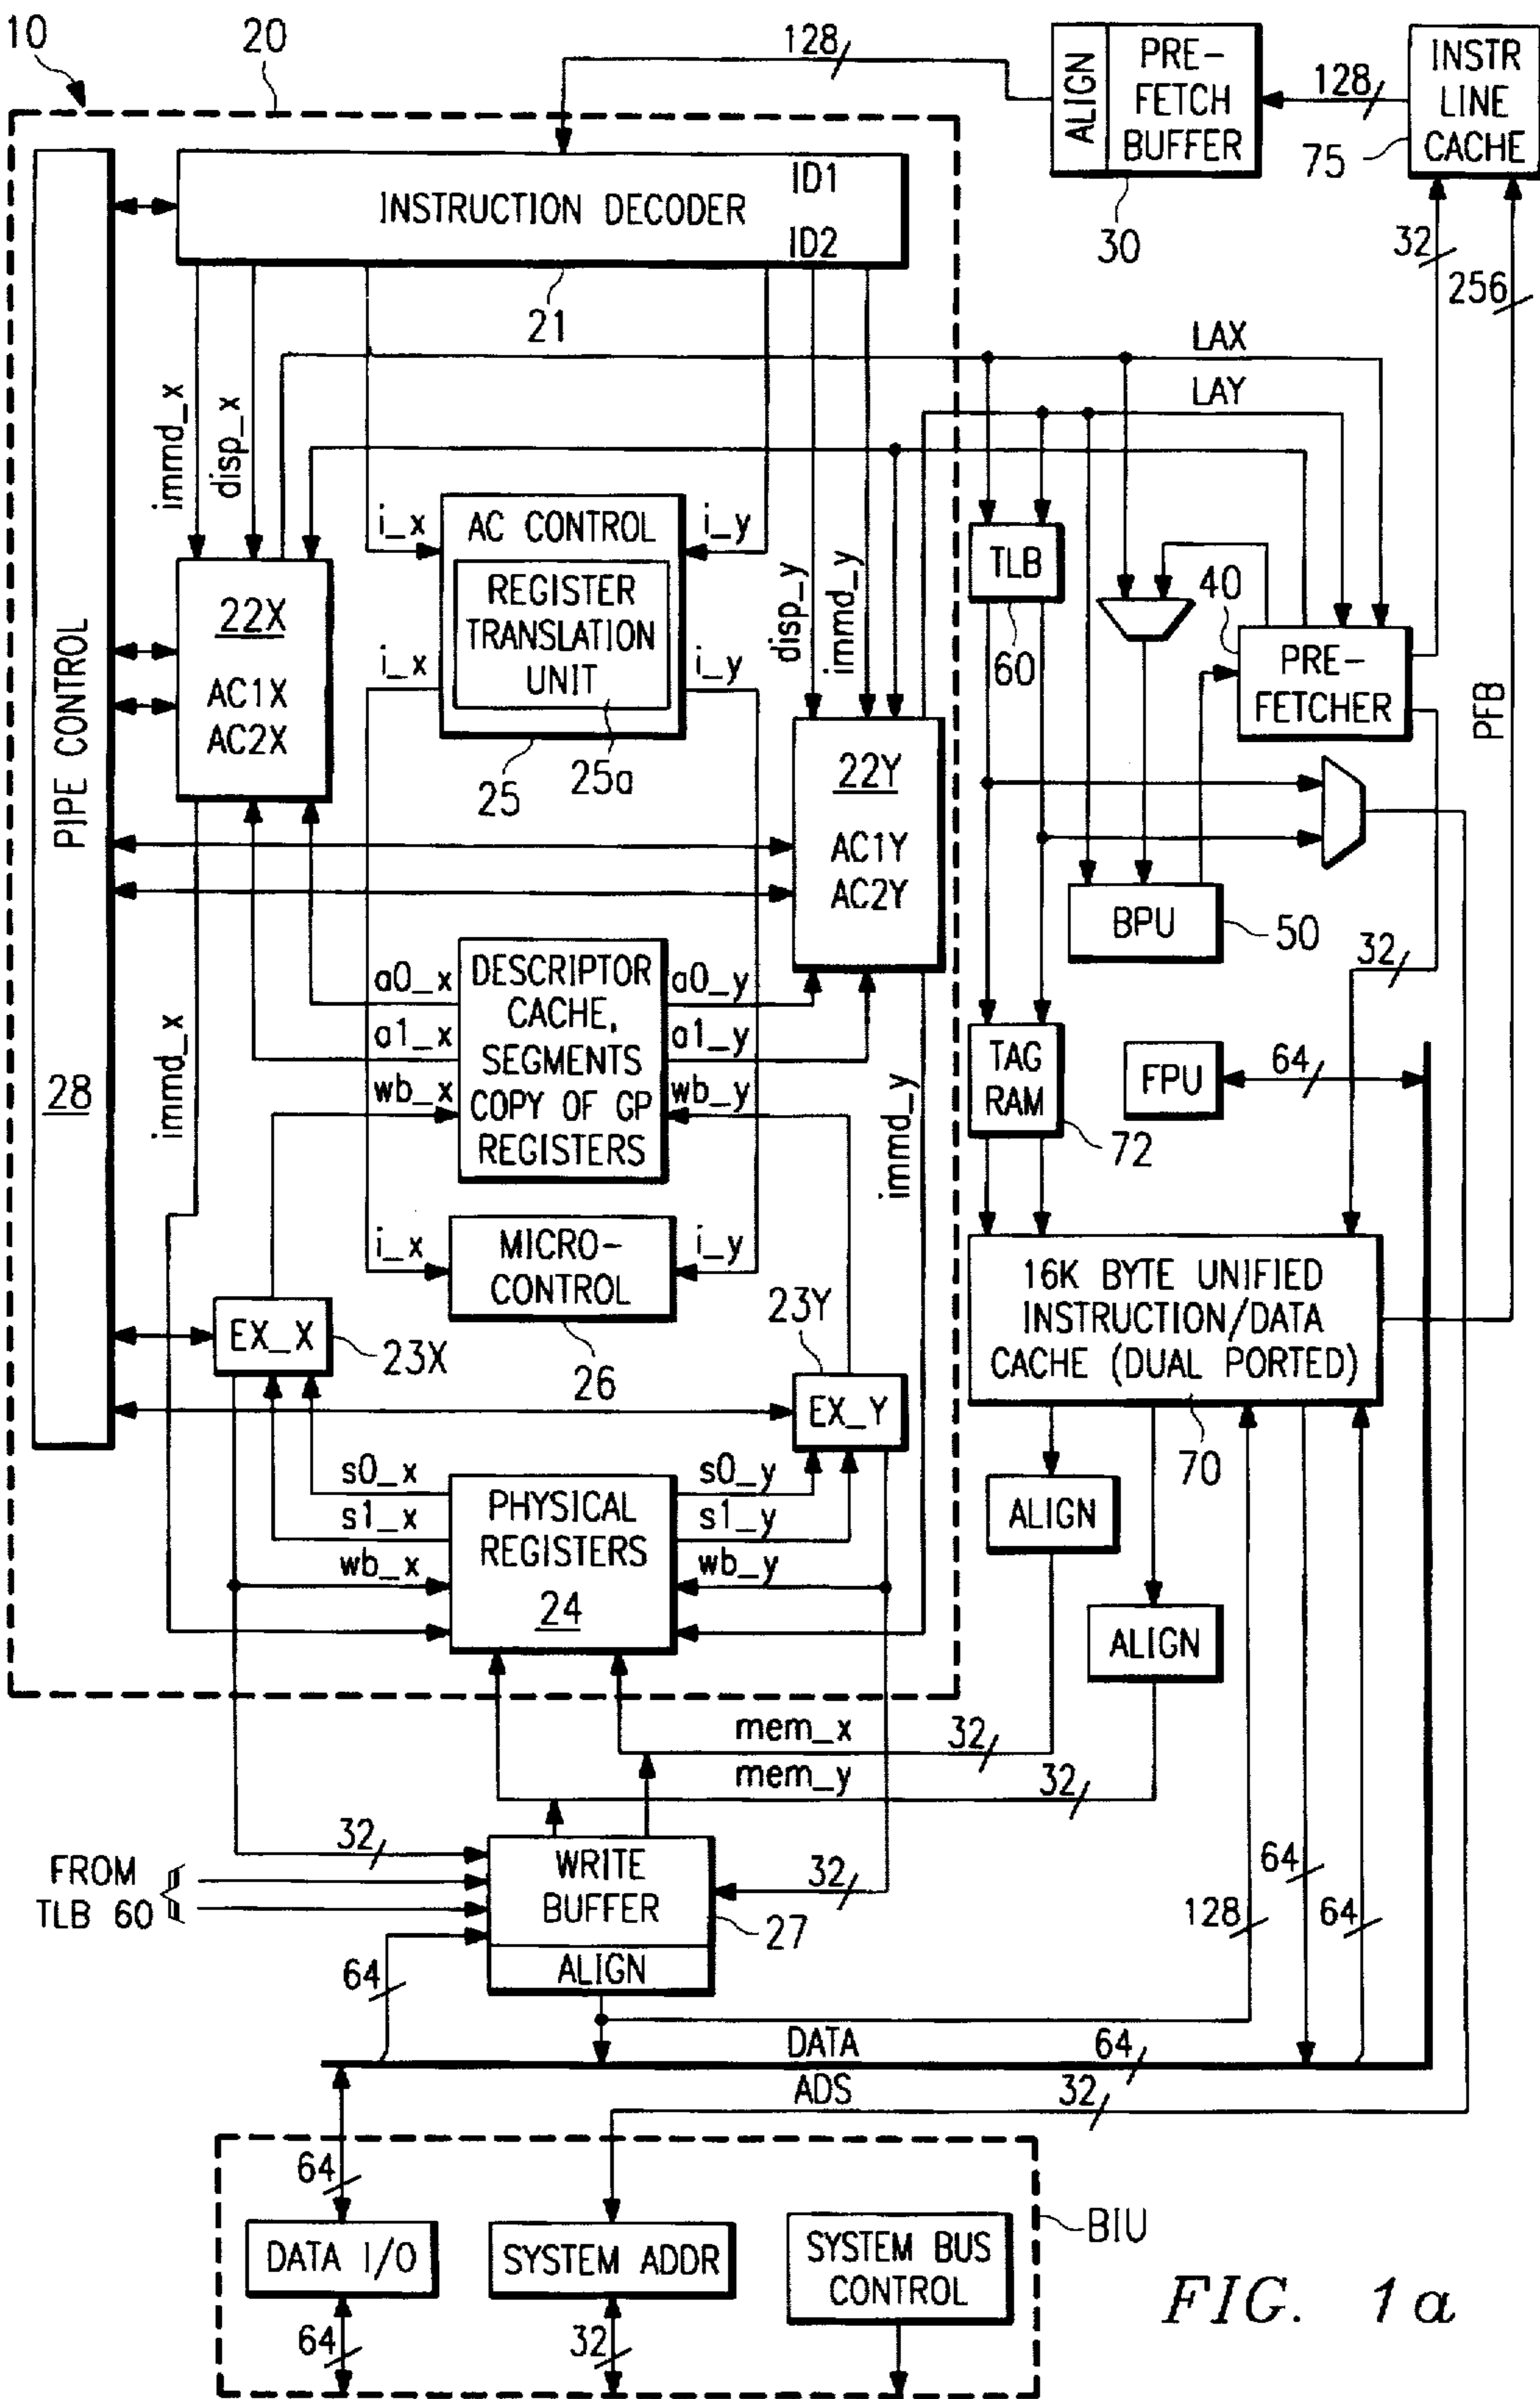 10
20
128
ALIGN
PRE-
FETCH
BUFFER
30
128
INSTR
LINE
CACHE
75
32
256
PFB
PIPE CONTROL
28
INSTRUCTION DECODER
ID1
ID2
21
immd_x
disp_x
LAX
LAY
i_x
AC CONTROL
i_y
REGISTER
TRANSLATION
UNIT
i_x
i_y
25
25a
22X
AC1X
AC2X
disp_y
immd_y
22Y
AC1Y
AC2Y
TLB
60
40
PRE-
FETCHER
BPU
50
32
a0_x
a1_x
wb_x
DESCRIPTOR
CACHE,
SEGMENTS
COPY OF GP
REGISTERS
a0_y
a1_y
wb_y
immd_x
immd_y
TAG
RAM
72
FPU
64
i_x
MICRO-
CONTROL
i_y
26
EX_X
23X
23Y
EX_Y
16K BYTE UNIFIED
INSTRUCTION/DATA
CACHE (DUAL PORTED)
70
s0_x
s1_x
wb_x
PHYSICAL
REGISTERS
24
s0_y
s1_y
wb_y
ALIGN
ALIGN
mem_x
32
mem_y
32
32
FROM
TLB 60
WRITE
BUFFER
ALIGN
27
32
64
128
64
64
DATA
64
ADS
32
64
BIU
DATA I/O
SYSTEM ADDR
SYSTEM BUS
CONTROL
64
32
FIG. 1a